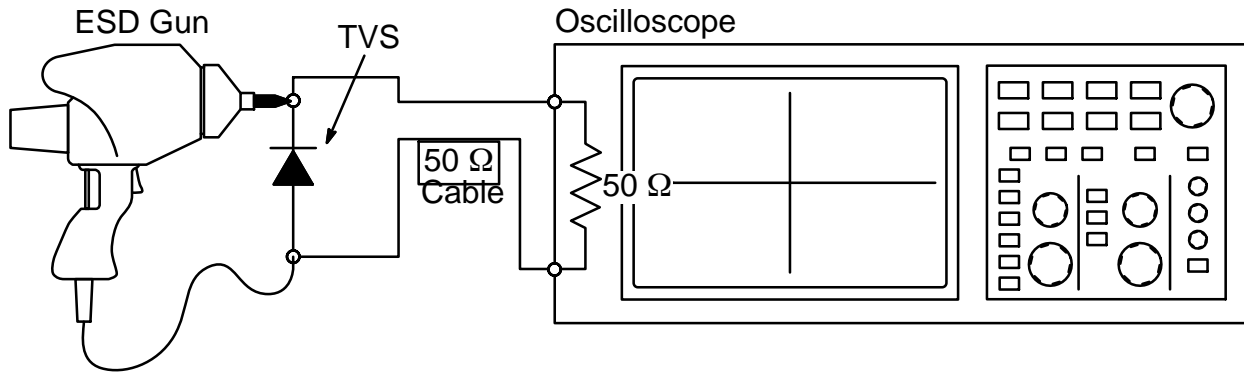 ESD Gun
TVS
Oscilloscope
50 Ω
Cable
50 Ω